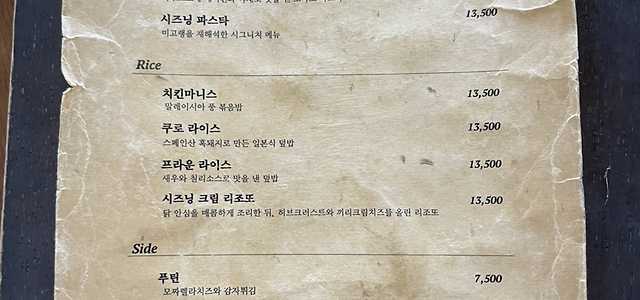 시즈닝 파스타 13,500
미고랭을 재해석한 시그니처 메뉴
Rice
치킨마니스 13,500
말레이시아 풍 볶음밥
쿠로 라이스 13,500
스페인산 흑돼지로 만든 일본식 덮밥
프라운 라이스 13,500
새우와 칠리소스로 맛을 낸 덮밥
시즈닝 크림 리조또 13,500
닭 안심을 매콤하게 조리한 뒤, 허브크러스트와 끼리크림치즈를 올린 리조또
Side
푸틴 7,500
모짜렐라치즈와 감자튀김